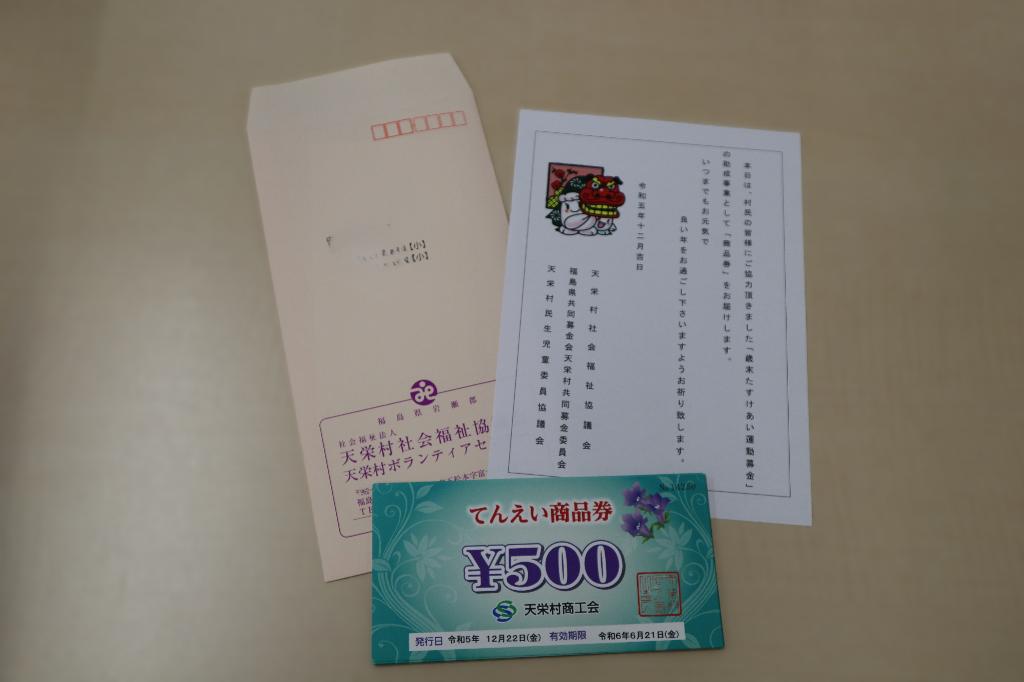 本日は、村民の皆様にご協力頂きました「歳末たすけあい運動募金」
の助成事業として「商品券」をお届けします。
いつまでもお元気で
良い年をお過ごし下さいますようお祈り致します。
令和五年十二月吉日
天栄村社会福祉協議会
福島県共同募金会天栄村共同募金委員会
天栄村民生児童委員協議会
【小】
【小】
福島県岩瀬郡
社会福祉法人
天栄村社会福祉協
天栄村ボランティアセ
てんえい商品券
¥500
天栄村商工会
発行日 令和5年 12月22日(金) 有効期限 令和6年6月21日(金)